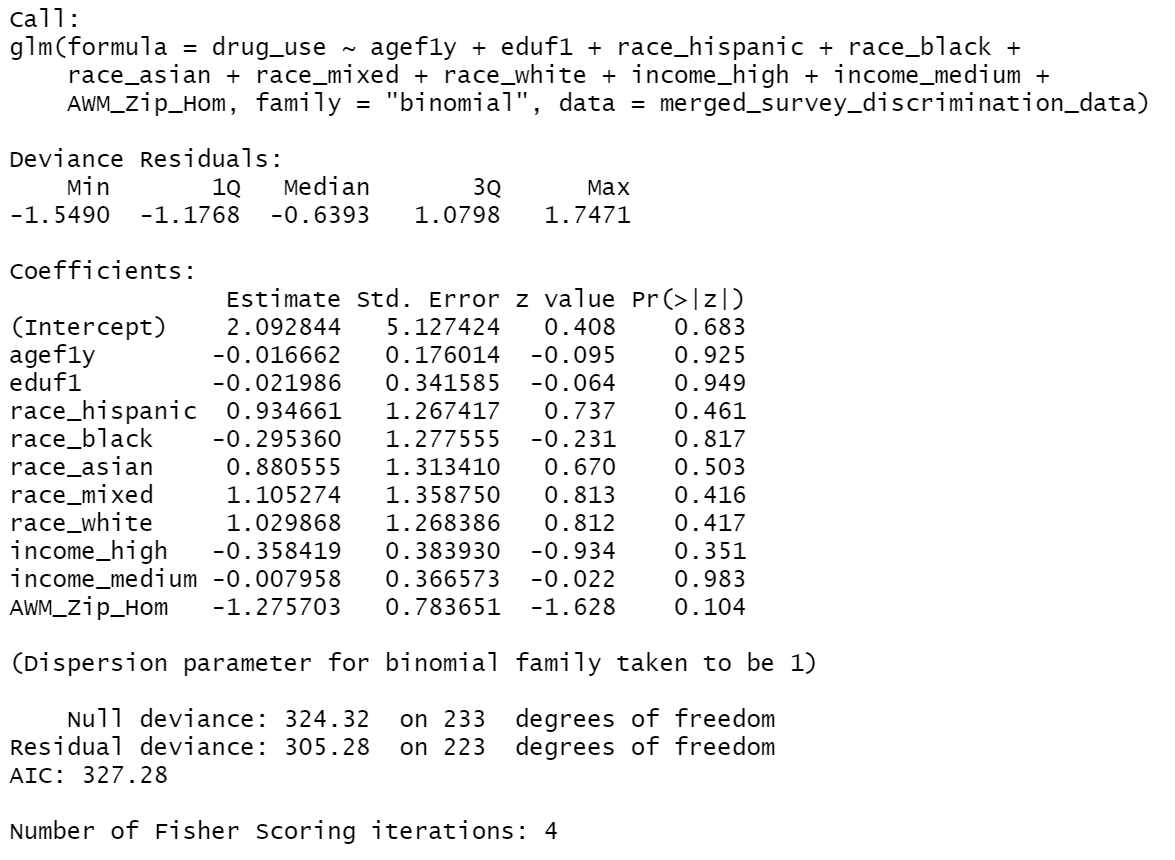 Call:
glm(formula = drug_use ~ agef1y + eduf1 + race_hispanic + race_black +
    race_asian + race_mixed + race_white + income_high + income_medium +
    AWM_Zip_Hom, family = "binomial", data = merged_survey_discrimination_data)

Deviance Residuals:
    Min       1Q   Median       3Q      Max
-1.5490  -1.1768  -0.6393   1.0798   1.7471

Coefficients:
               Estimate Std. Error z value Pr(>|z|)
(Intercept)    2.092844   5.127424   0.408    0.683
agef1y        -0.016662   0.176014  -0.095    0.925
eduf1         -0.021986   0.341585  -0.064    0.949
race_hispanic  0.934661   1.267417   0.737    0.461
race_black    -0.295360   1.277555  -0.231    0.817
race_asian     0.880555   1.313410   0.670    0.503
race_mixed     1.105274   1.358750   0.813    0.416
race_white     1.029868   1.268386   0.812    0.417
income_high   -0.358419   0.383930  -0.934    0.351
income_medium -0.007958   0.366573  -0.022    0.983
AWM_Zip_Hom   -1.275703   0.783651  -1.628    0.104

(Dispersion parameter for binomial family taken to be 1)

    Null deviance: 324.32  on 233  degrees of freedom
Residual deviance: 305.28  on 223  degrees of freedom
AIC: 327.28

Number of Fisher Scoring iterations: 4